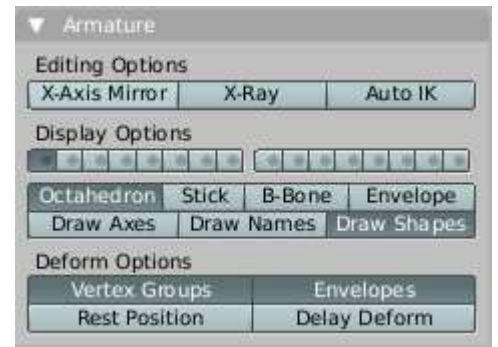 Armature
Editing Options
X-Axis Mirror X-Ray Auto IK
Display Options
Octahedron Stick B-Bone Envelope
Draw Axes Draw Names Draw Shapes
Deform Options
Vertex Groups Envelopes
Rest Position Delay Deform